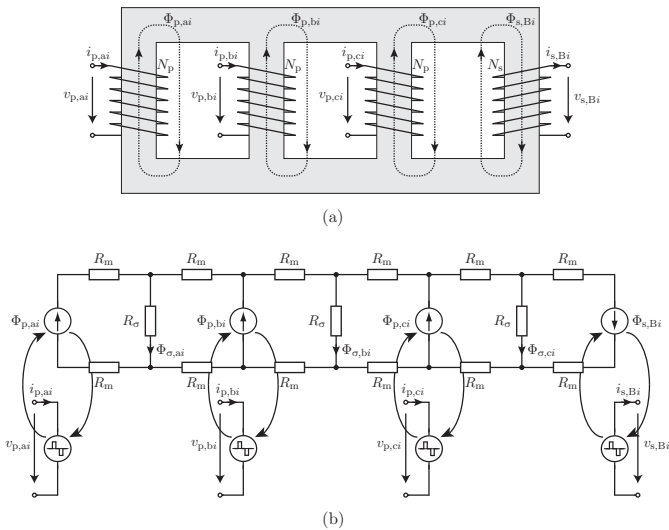 Φp,ai Φp,bi Φp,ci Φs,Bi
ip,ai ip,bi ip,ci is,Bi
Np Np Np Ns
vp,ai vp,bi vp,ci vs,Bi
(a)
Rm Rm Rm Rm Rm Rm
Φp,ai Rσ Φp,bi Rσ Φp,ci Rσ Φs,Bi
Φσ,ai Φσ,bi Φσ,ci
Rm Rm Rm Rm Rm Rm
ip,ai ip,bi ip,ci is,Bi
vp,ai vp,bi vp,ci vs,Bi
(b)